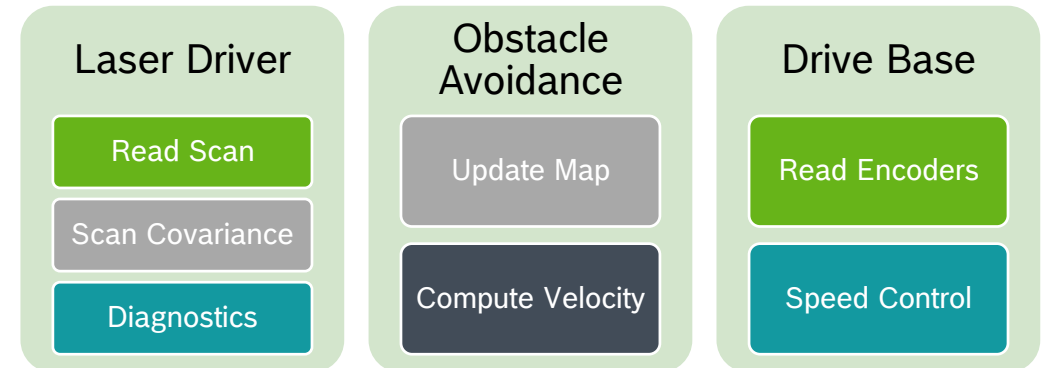 Laser Driver
Read Scan
Scan Covariance
Diagnostics
Obstacle
Avoidance
Update Map
Compute Velocity
Drive Base
Read Encoders
Speed Control